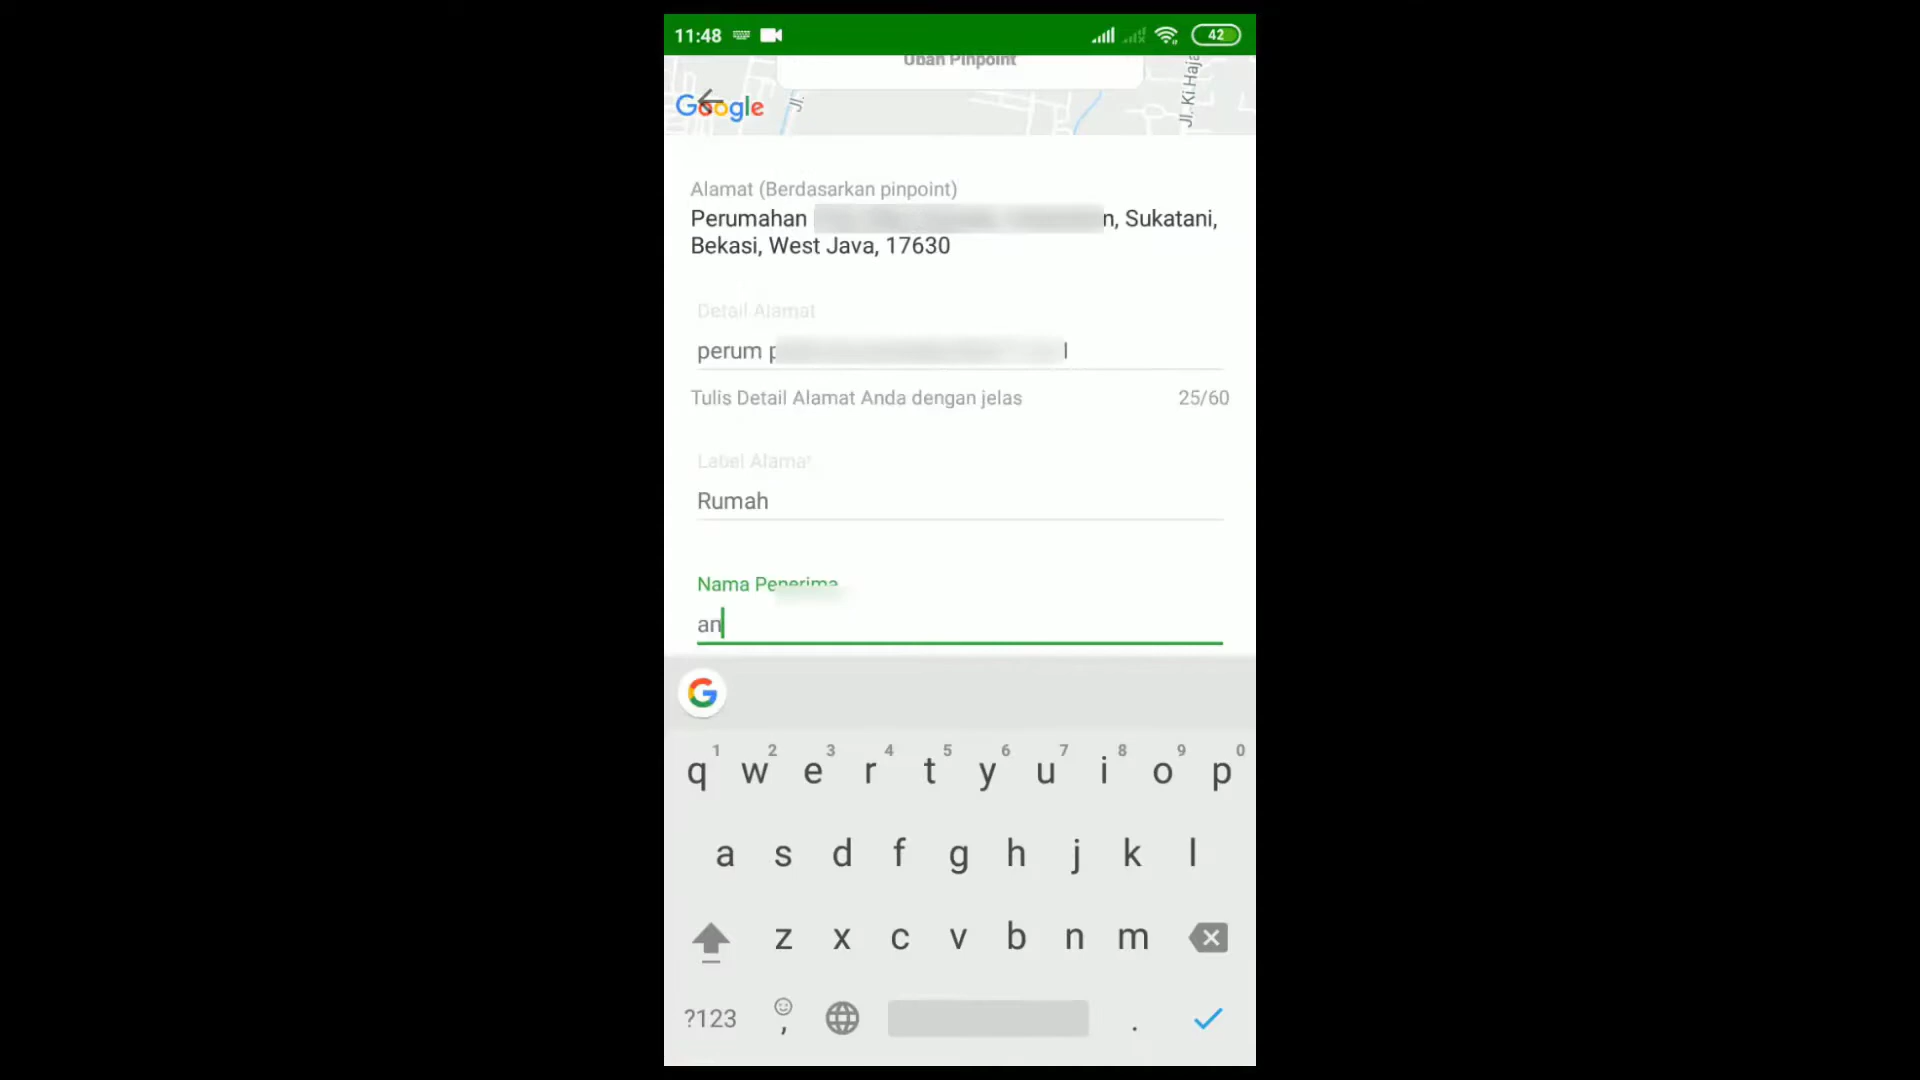 11:48
42
Ubah Pinpoint
Google
Jl.
Jl. Ki Haja
Alamat (Berdasarkan pinpoint)
Perumahan n, Sukatani,
Bekasi, West Java, 17630
Detail Alamat
perum p l
Tulis Detail Alamat Anda dengan jelas 25/60
Label Alamat
Rumah
Nama Penerima
an
G
1 2 3 4 5 6 7 8 9 0
q w e r t y u i o p
a s d f g h j k l
z x c v b n m
?123 , .